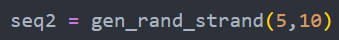 seq2 = gen_rand_strand(5,10)